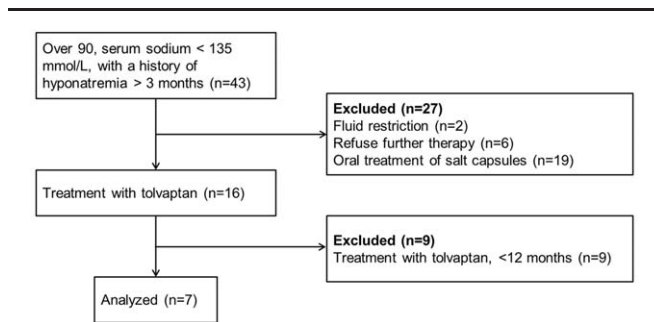 Over 90, serum sodium < 135
mmol/L, with a history of
hyponatremia > 3 months (n=43)
Excluded (n=27)
Fluid restriction (n=2)
Refuse further therapy (n=6)
Oral treatment of salt capsules (n=19)
Treatment with tolvaptan (n=16)
Excluded (n=9)
Treatment with tolvaptan, <12 months (n=9)
Analyzed (n=7)